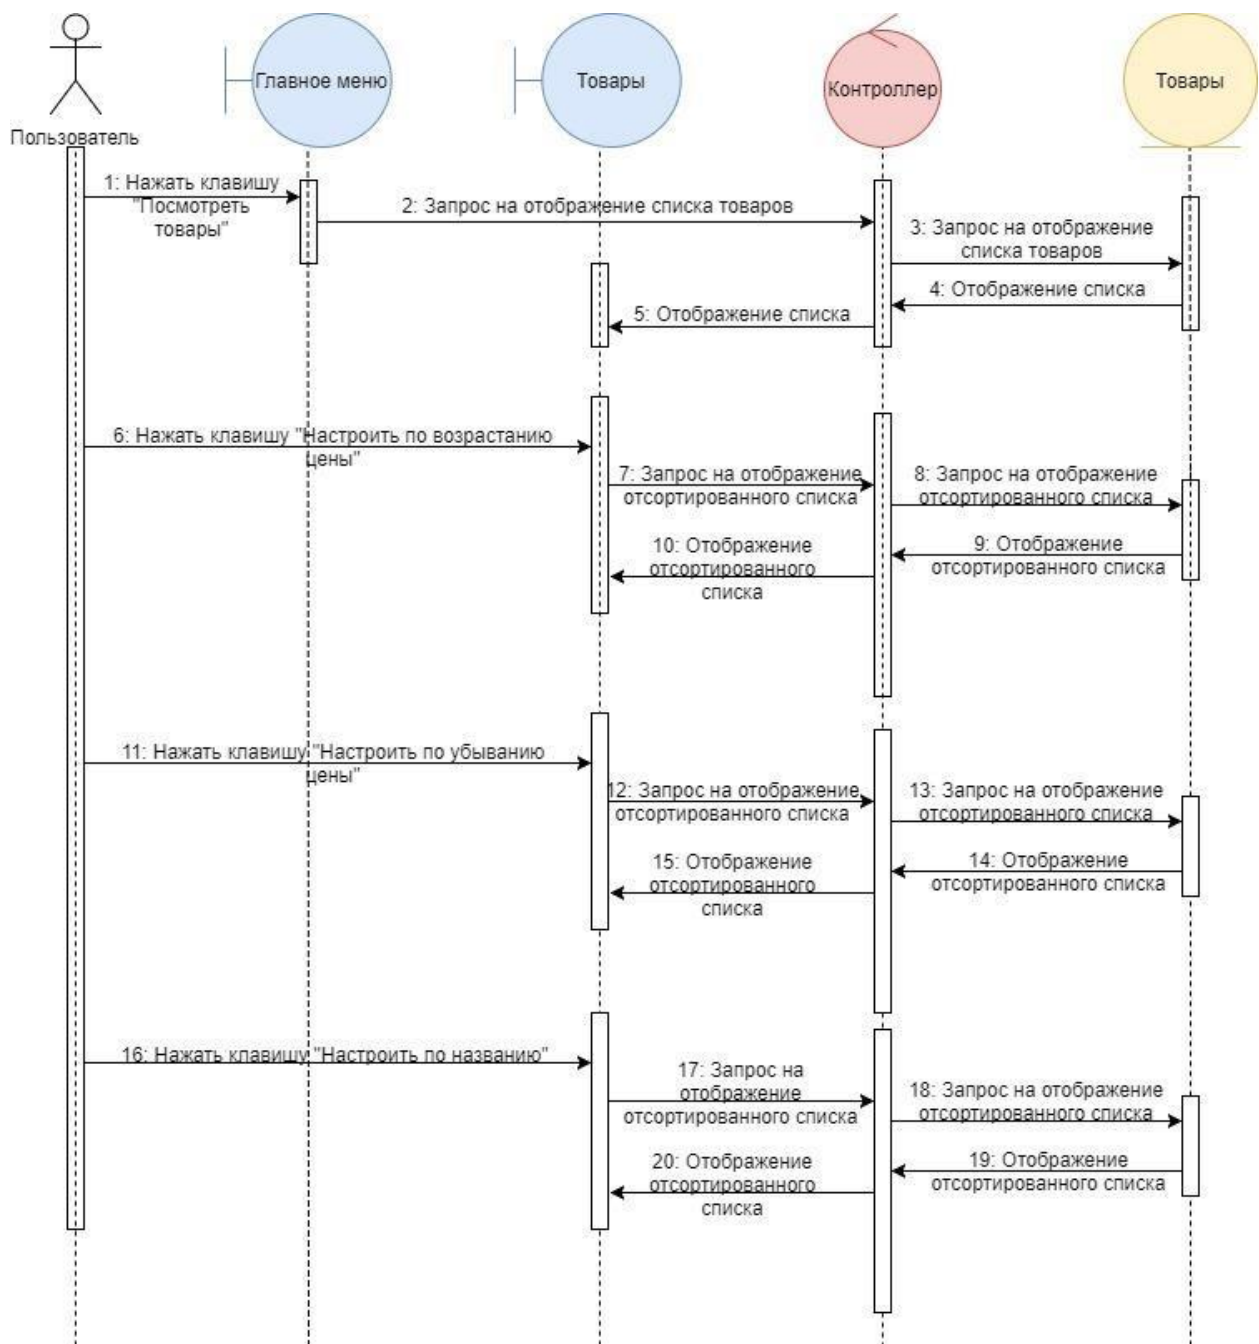 Главное меню
Товары
Контроллер
Товары
Пользователь
1: Нажать клавишу
"Посмотреть
товары"
2: Запрос на отображение списка товаров
3: Запрос на отображение
списка товаров
4: Отображение списка
5: Отображение списка
6: Нажать клавишу "Настроить по возрастанию
цены"
7: Запрос на отображение
отсортированного списка
8: Запрос на отображение
отсортированного списка
9: Отображение
отсортированного списка
10: Отображение
отсортированного
списка
11: Нажать клавишу "Настроить по убыванию
цены"
12: Запрос на отображение
отсортированного списка
13: Запрос на отображение
отсортированного списка
14: Отображение
отсортированного списка
15: Отображение
отсортированного
списка
16: Нажать клавишу "Настроить по названию"
17: Запрос на
отображение
отсортированного списка
18: Запрос на отображение
отсортированного списка
19: Отображение
отсортированного списка
20: Отображение
отсортированного
списка